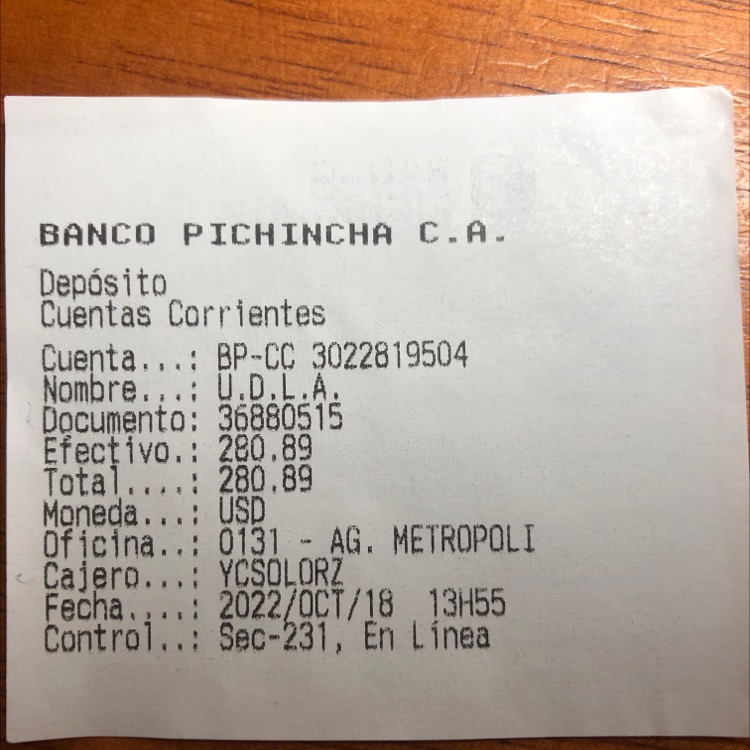 BANCO PICHINCHA C.A.
Depósito
Cuentas Corrientes
Cuenta...: BP-CC 3022819504
Nombre...: U.D.L.A.
Documento: 36880515
Efectivo.: 280.89
Total....: 280.89
Moneda...: USD
Oficina..: 0131 - AG. METROPOLI
Cajero...: YCSOLORZ
Fecha....: 2022/OCT/18 13H55
Control..: Sec-231, En Línea